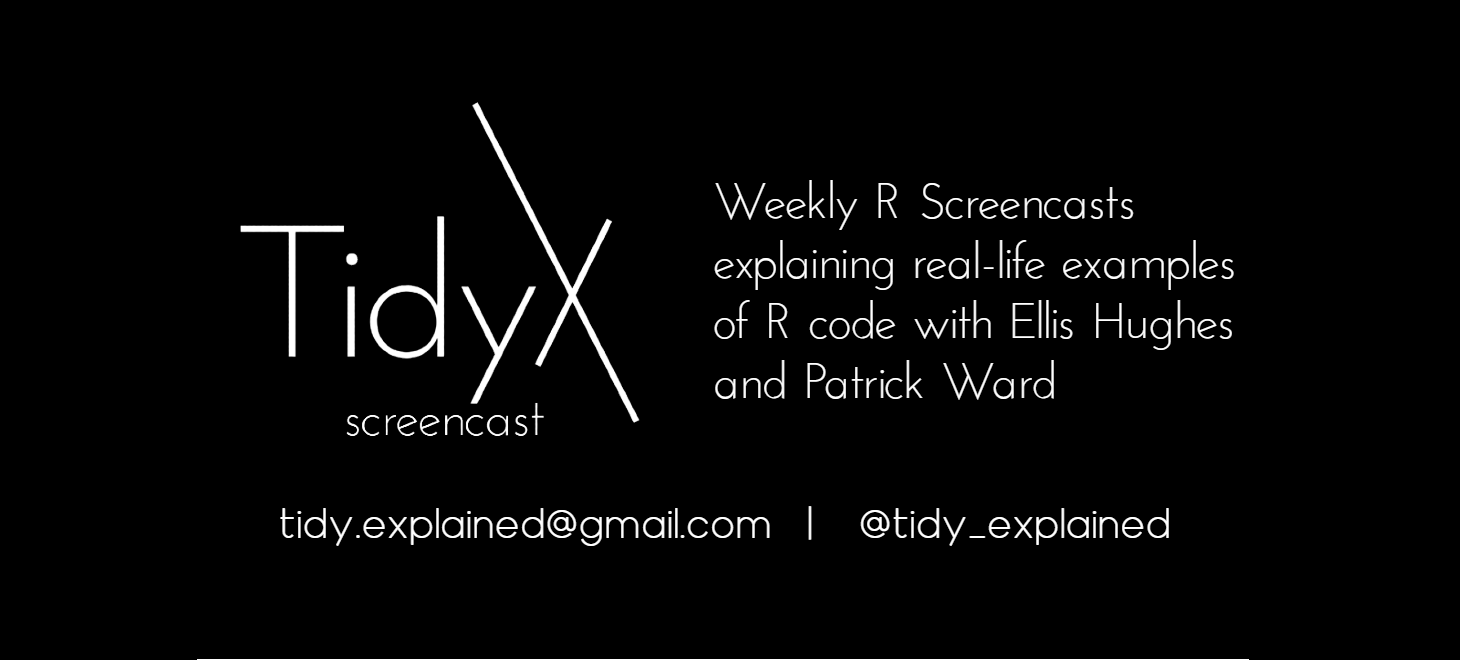 TidyX
screencast
Weekly R Screencasts
explaining real-life examples
of R code with Ellis Hughes
and Patrick Ward
tidy.explained@gmail.com | @tidy_explained